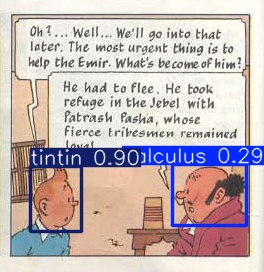 Oh?... Well... We'll go into that
later. The most urgent thing is to
help the Emir. What's become of him?
He had to flee. He took
refuge in the Jebel with
Patrash Pasha, whose
fierce tribesmen remained
loyal
tintin 0.90
alculus 0.29